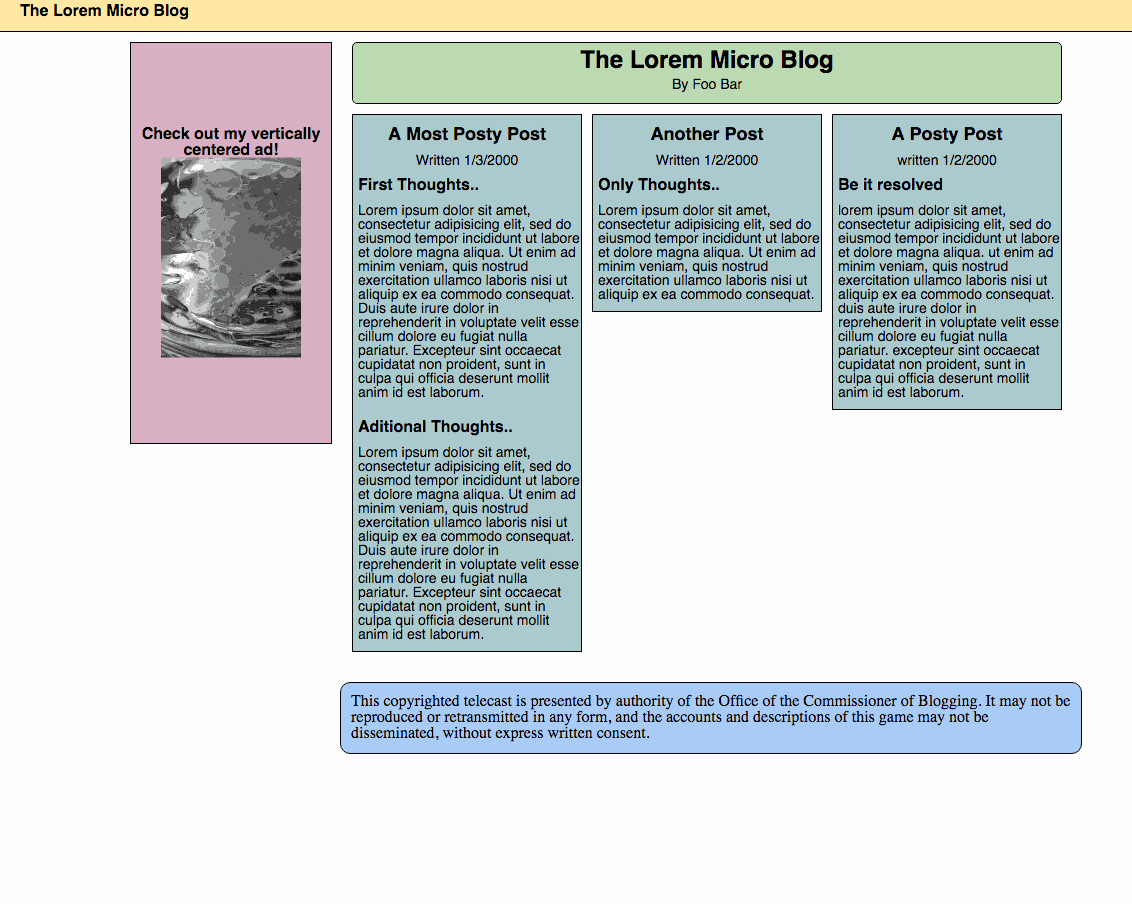 The Lorem Micro Blog
Check out my vertically
centered ad!
The Lorem Micro Blog
By Foo Bar
A Most Posty Post
Written 1/3/2000
First Thoughts..
Lorem ipsum dolor sit amet,
consectetur adipisicing elit, sed do
eiusmod tempor incididunt ut labore
et dolore magna aliqua. Ut enim ad
minim veniam, quis nostrud
exercitation ullamco laboris nisi ut
aliquip ex ea commodo consequat.
Duis aute irure dolor in
reprehenderit in voluptate velit esse
cillum dolore eu fugiat nulla
pariatur. Excepteur sint occaecat
cupidatat non proident, sunt in
culpa qui officia deserunt mollit
anim id est laborum.
Aditional Thoughts..
Lorem ipsum dolor sit amet,
consectetur adipisicing elit, sed do
eiusmod tempor incididunt ut labore
et dolore magna aliqua. Ut enim ad
minim veniam, quis nostrud
exercitation ullamco laboris nisi ut
aliquip ex ea commodo consequat.
Duis aute irure dolor in
reprehenderit in voluptate velit esse
cillum dolore eu fugiat nulla
pariatur. Excepteur sint occaecat
cupidatat non proident, sunt in
culpa qui officia deserunt mollit
anim id est laborum.
Another Post
Written 1/2/2000
Only Thoughts..
Lorem ipsum dolor sit amet,
consectetur adipisicing elit, sed do
eiusmod tempor incididunt ut labore
et dolore magna aliqua. Ut enim ad
minim veniam, quis nostrud
exercitation ullamco laboris nisi ut
aliquip ex ea commodo consequat.
A Posty Post
written 1/2/2000
Be it resolved
lorem ipsum dolor sit amet,
consectetur adipisicing elit, sed do
eiusmod tempor incididunt ut labore
et dolore magna aliqua. ut enim ad
minim veniam, quis nostrud
exercitation ullamco laboris nisi ut
aliquip ex ea commodo consequat.
duis aute irure dolor in
reprehenderit in voluptate velit esse
cillum dolore eu fugiat nulla
pariatur. excepteur sint occaecat
cupidatat non proident, sunt in
culpa qui officia deserunt mollit
anim id est laborum.
This copyrighted telecast is presented by authority of the Office of the Commissioner of Blogging. It may not be
reproduced or retransmitted in any form, and the accounts and descriptions of this game may not be
disseminated, without express written consent.